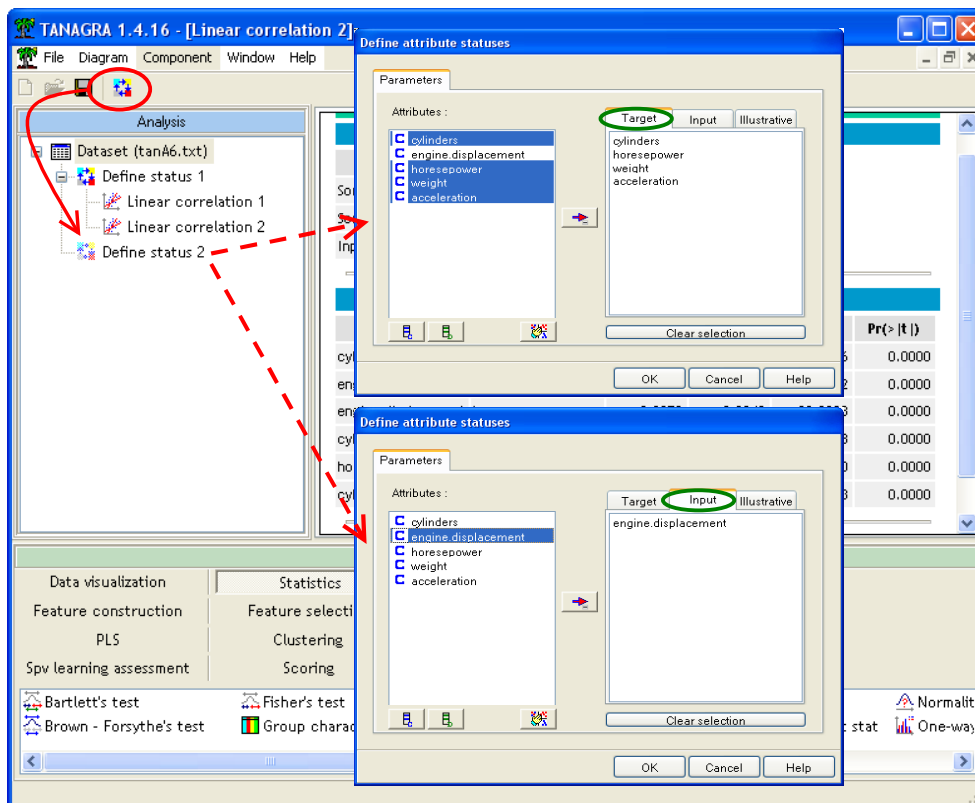 TANAGRA 1.4.16 - [Linear correlation 2]
File Diagram Component Window Help
Analysis
Dataset (tanA6.txt)
Define status 1
Linear correlation 1
Linear correlation 2
Define status 2
Define attribute statuses
Parameters
Attributes :
cylinders
engine.displacement
horesepower
weight
acceleration
Target Input Illustrative
cylinders
horesepower
weight
acceleration
Clear selection
OK Cancel Help
Pr(>|t|)
0.0000
0.0000
0.0000
0.0000
0.0000
0.0000
Define attribute statuses
Parameters
Attributes :
cylinders
engine.displacement
horesepower
weight
acceleration
Target Input Illustrative
engine.displacement
Clear selection
OK Cancel Help
Data visualization Statistics
Feature construction Feature selecti
PLS Clustering
Spv learning assessment Scoring
Bartlett's test Fisher's test Normalit
Brown - Forsythe's test Group charac stat One-way